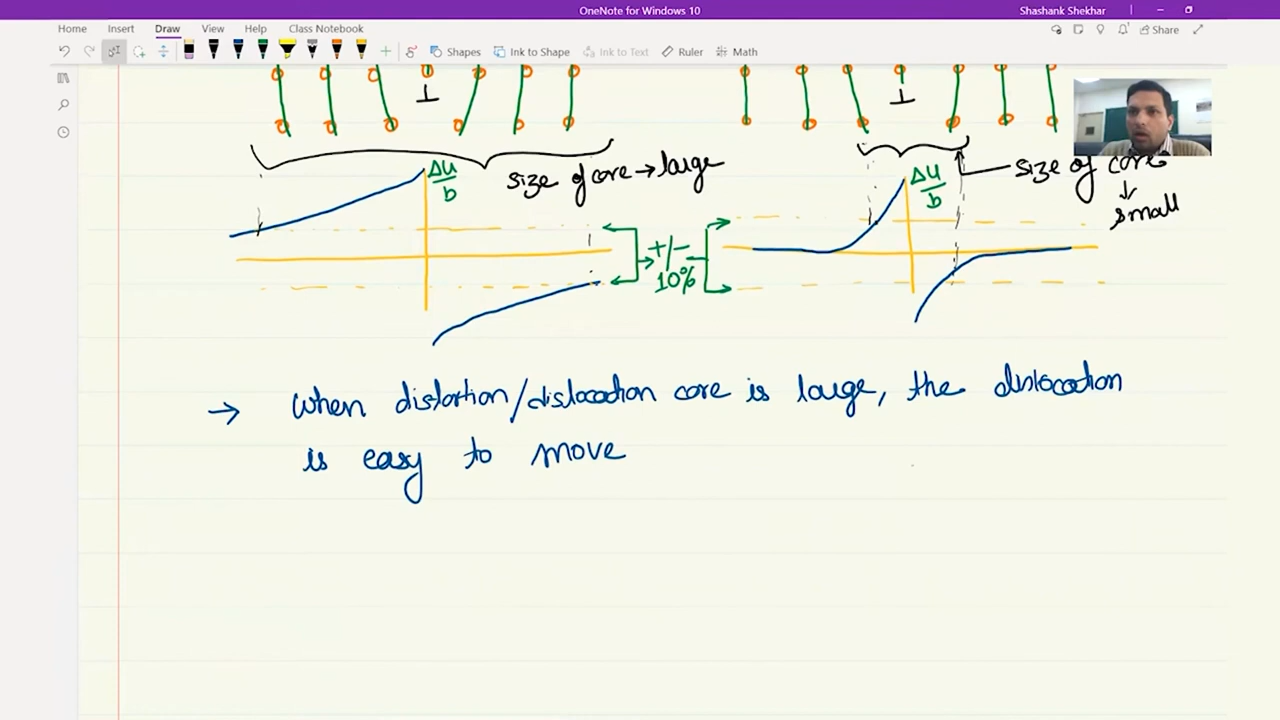 OneNote for Windows 10
Shashank Shekhar
Home Insert Draw View Help Class Notebook
Share
Shapes Ink to Shape Ink to Text Ruler Math
⊥ ⊥
size of core → large
size of core
↓
small
Δu/b
Δu/b
+/-
10%
→ When distortion/dislocation core is large, the dislocation
is easy to move